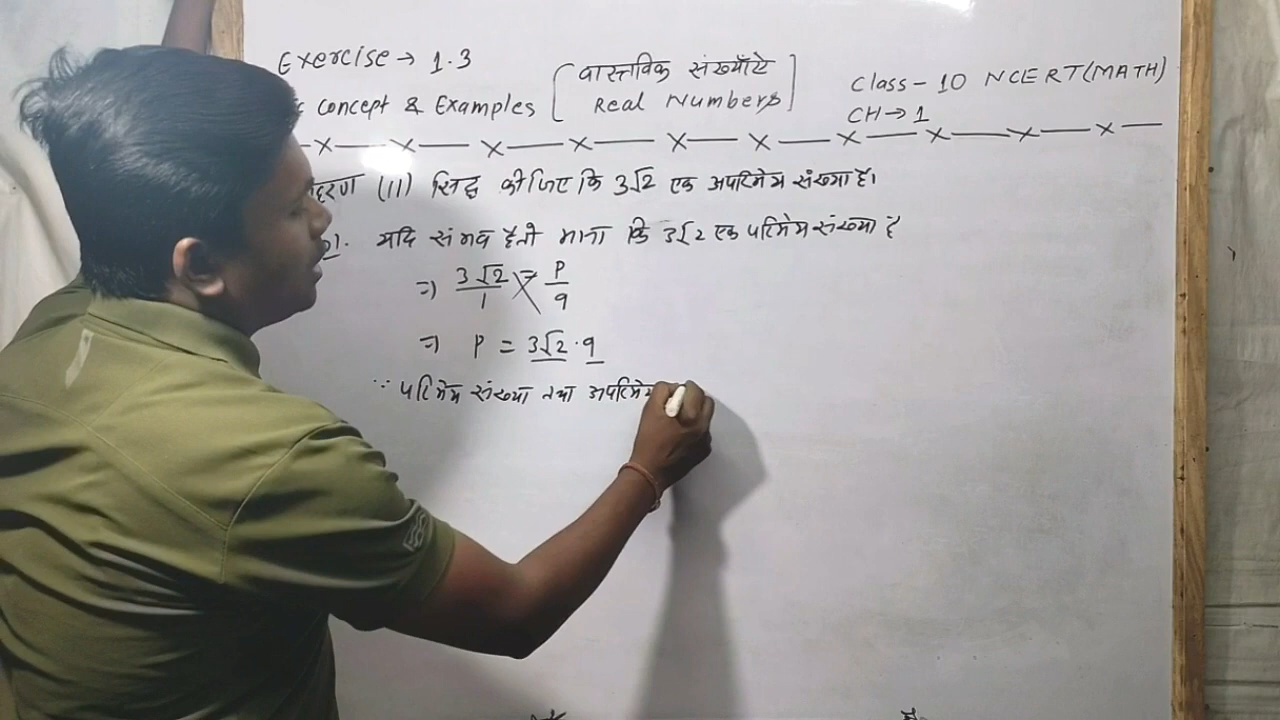 Exercise → 1.3
concept & Examples
[वास्तविक संख्याँऐ
Real Numbers]
Class - 10 NCERT(MATH)
CH → 1
(11) सिद्ध कीजिए कि 3√2 एक अपरिमेय संख्या है।
यदि संभव हैतो माना कि 3√2 एक परिमेय संख्या है
⇒ 3√2/1 = P/q
⇒ P = 3√2 · q
∵ परिमेय संख्या तथा अपरिमेय